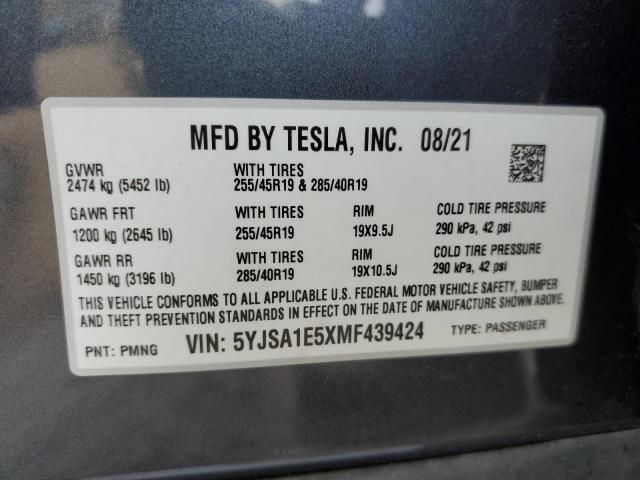 MFD BY TESLA, INC. 08/21
GVWR WITH TIRES
2474 kg (5452 lb) 255/45R19 & 285/40R19
GAWR FRT WITH TIRES RIM COLD TIRE PRESSURE
1200 kg (2645 lb) 255/45R19 19X9.5J 290 kPa, 42 psi
GAWR RR WITH TIRES RIM COLD TIRE PRESSURE
1450 kg (3196 lb) 285/40R19 19X10.5J 290 kPa, 42 psi
THIS VEHICLE CONFORMS TO ALL APPLICABLE U.S. FEDERAL MOTOR VEHICLE SAFETY, BUMPER
AND THEFT PREVENTION STANDARDS IN EFFECT ON THE DATE OF MANUFACTURE SHOWN ABOVE.
PNT: PMNG VIN: 5YJSA1E5XMF439424 TYPE: PASSENGER